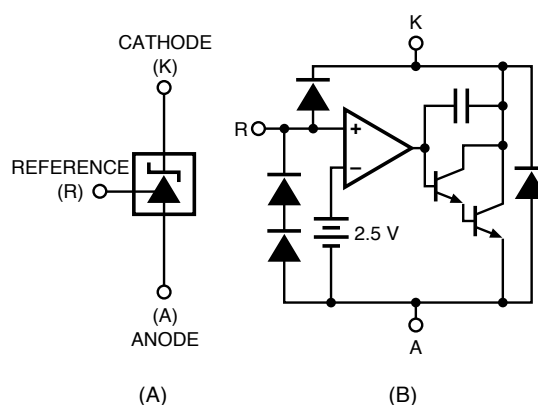 CATHODE
(K)
REFERENCE
(R)
(A)
ANODE
(A)
K
R
+
−
2.5 V
A
(B)